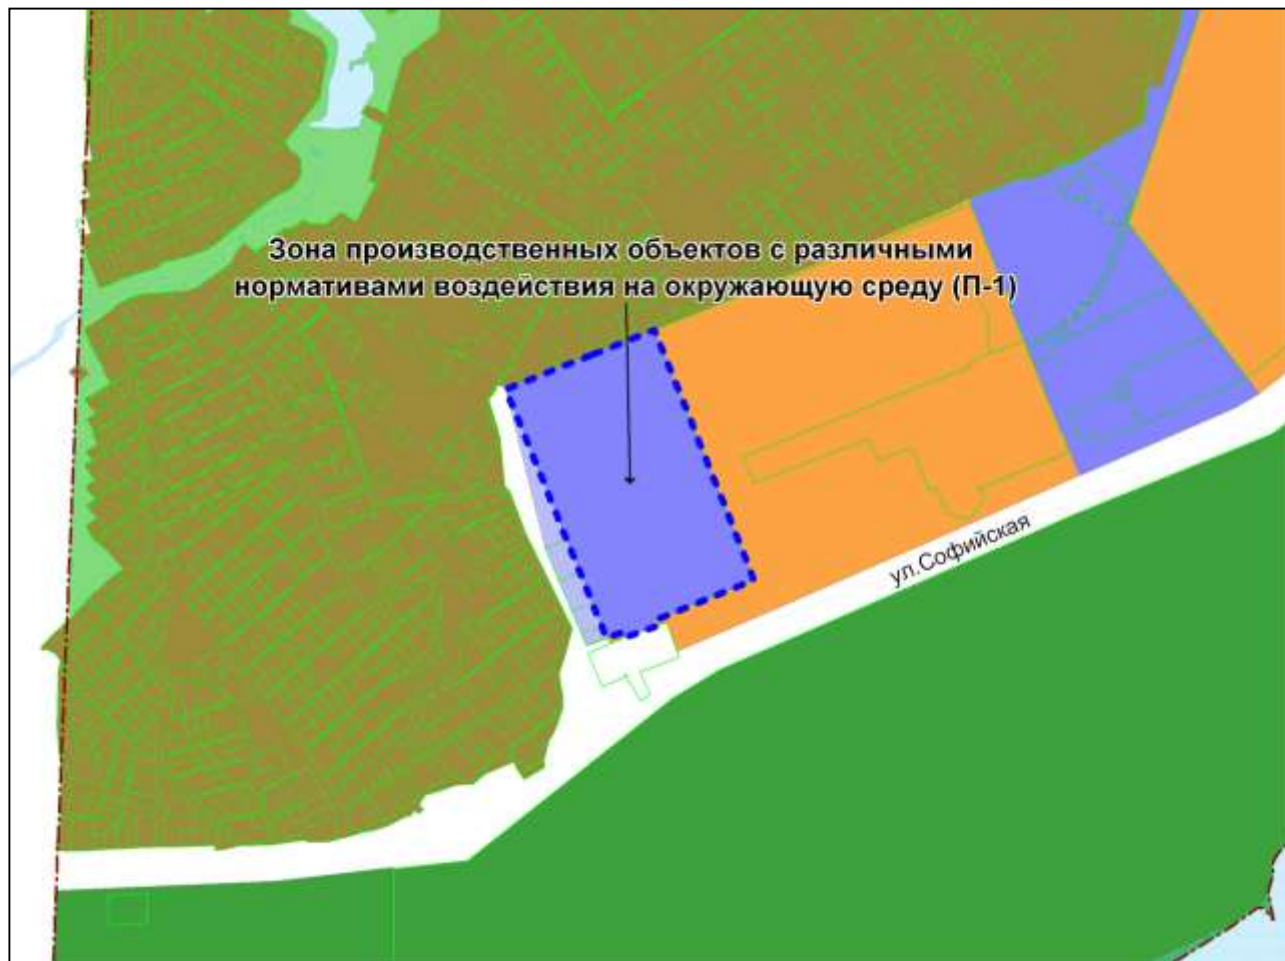 Зона производственных объектов с различными
нормативами воздействия на окружающую среду (П-1)
ул.Софийская